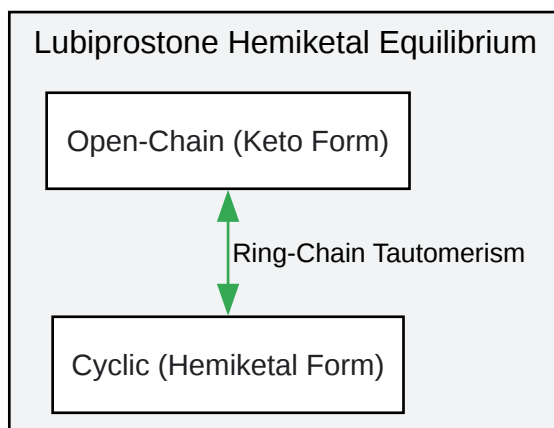 Lubiprostone Hemiketal Equilibrium
Open-Chain (Keto Form)
Ring-Chain Tautomerism
Cyclic (Hemiketal Form)